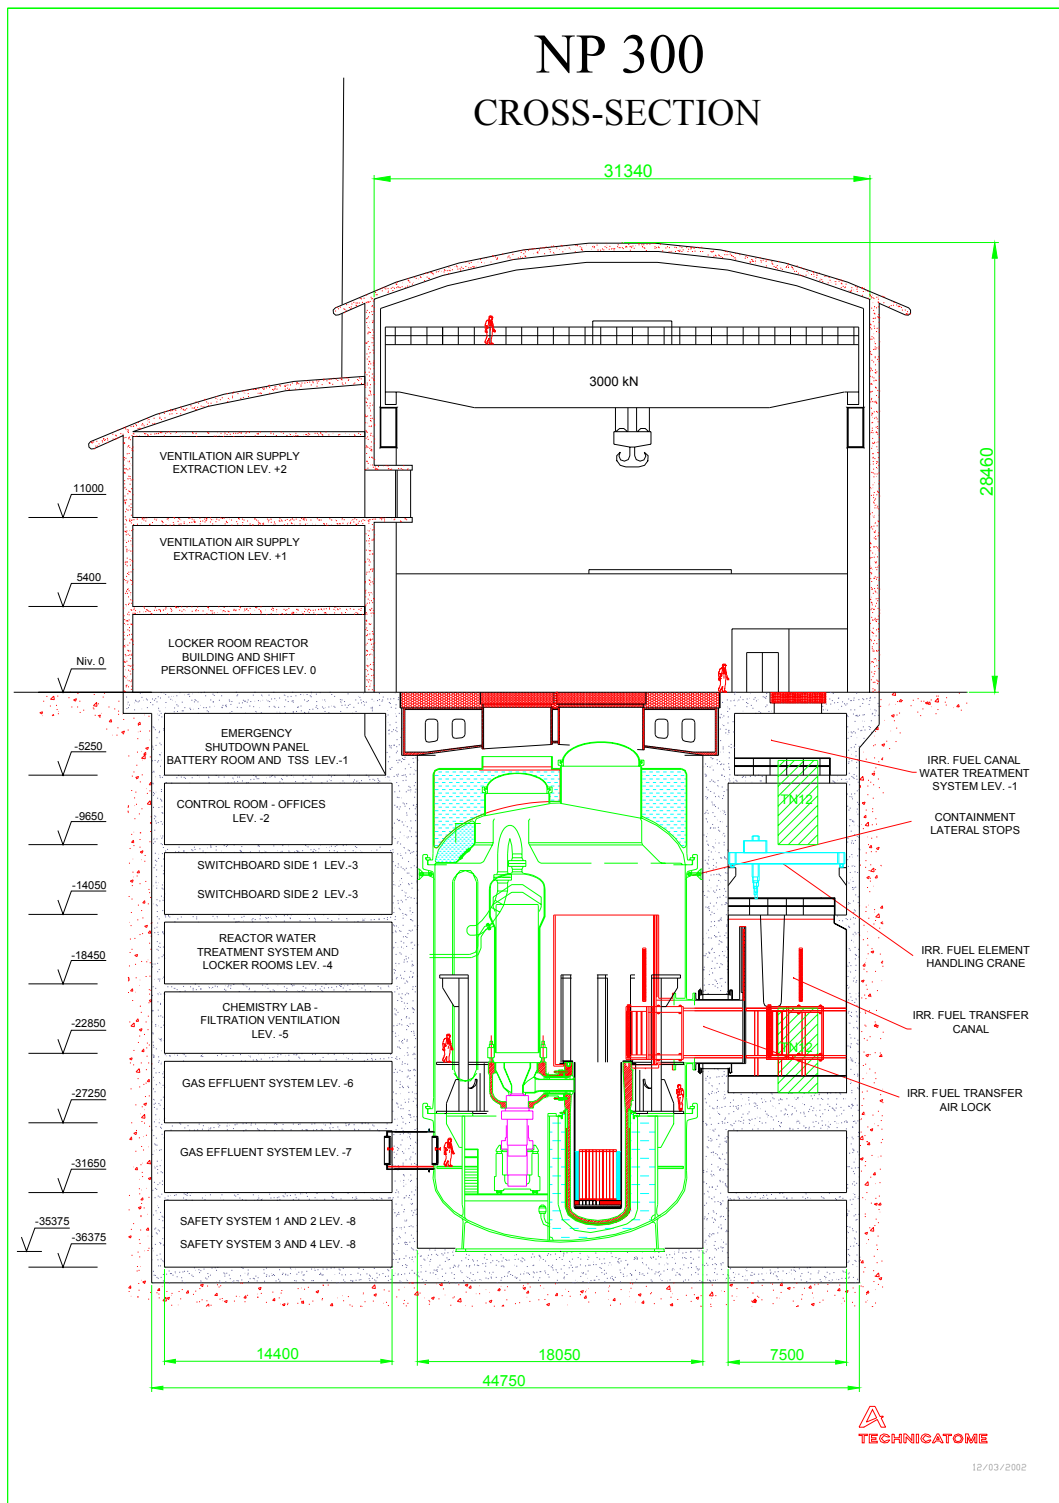 NP 300
CROSS-SECTION
31340
28460
3000 kN
VENTILATION AIR SUPPLY
EXTRACTION LEV. +2
11000
VENTILATION AIR SUPPLY
EXTRACTION LEV. +1
5400
LOCKER ROOM REACTOR
BUILDING AND SHIFT
PERSONNEL OFFICES LEV. 0
Niv. 0
EMERGENCY
SHUTDOWN PANEL
BATTERY ROOM AND TSS LEV.-1
-5250
IRR. FUEL CANAL
WATER TREATMENT
SYSTEM LEV. -1
TN12
CONTROL ROOM - OFFICES
LEV. -2
-9650
CONTAINMENT
LATERAL STOPS
SWITCHBOARD SIDE 1 LEV.-3
SWITCHBOARD SIDE 2 LEV.-3
-14050
REACTOR WATER
TREATMENT SYSTEM AND
LOCKER ROOMS LEV. -4
-18450
IRR. FUEL ELEMENT
HANDLING CRANE
CHEMISTRY LAB -
FILTRATION VENTILATION
LEV. -5
-22850
IRR. FUEL TRANSFER
CANAL
TN12
GAS EFFLUENT SYSTEM LEV. -6
-27250
IRR. FUEL TRANSFER
AIR LOCK
GAS EFFLUENT SYSTEM LEV. -7
-31650
SAFETY SYSTEM 1 AND 2 LEV. -8
SAFETY SYSTEM 3 AND 4 LEV. -8
-35375
-36375
14400
18050
7500
44750
TECHNICATOME
12/03/2002